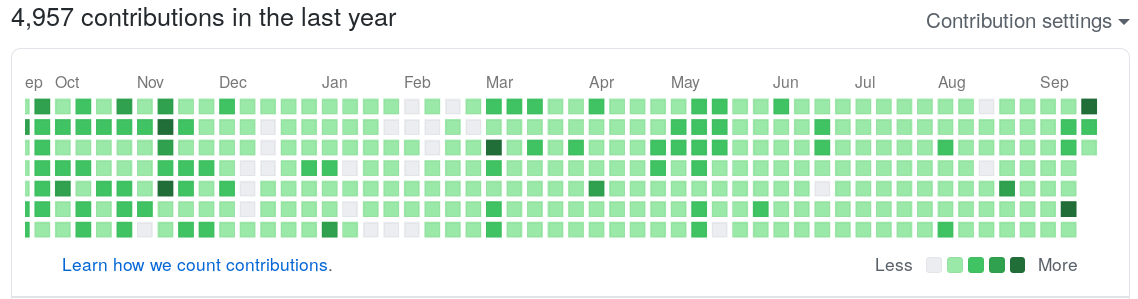 4,957 contributions in the last year
Contribution settings
ep Oct Nov Dec Jan Feb Mar Apr May Jun Jul Aug Sep
Learn how we count contributions.
Less More